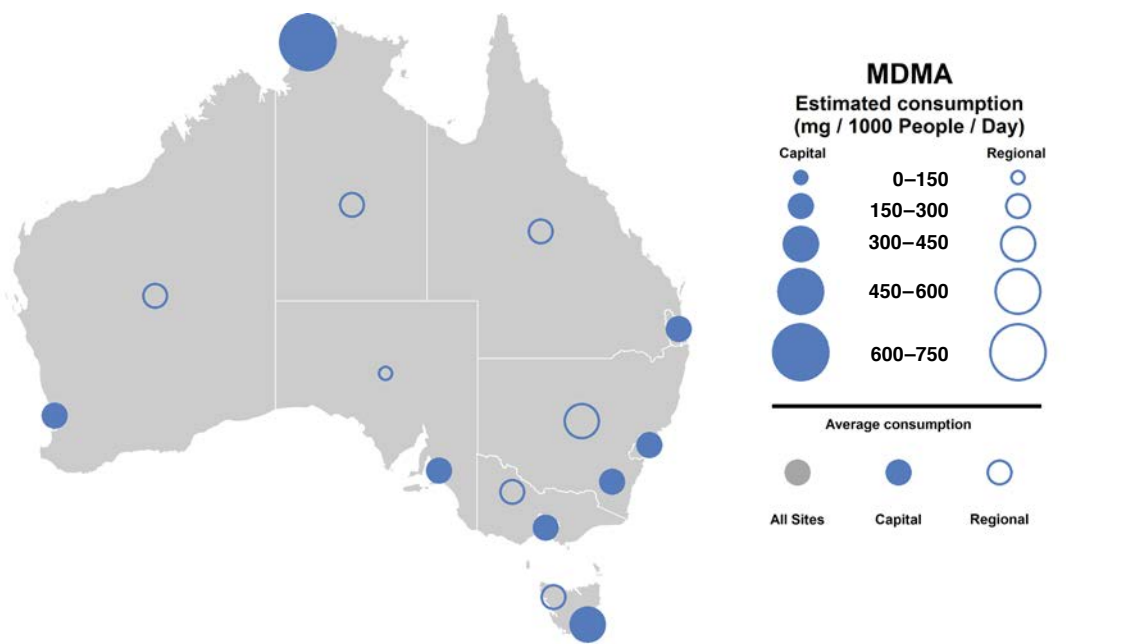 MDMA
Estimated consumption
(mg / 1000 People / Day)
Capital
Regional
0–150
150–300
300–450
450–600
600–750
Average consumption
All Sites
Capital
Regional